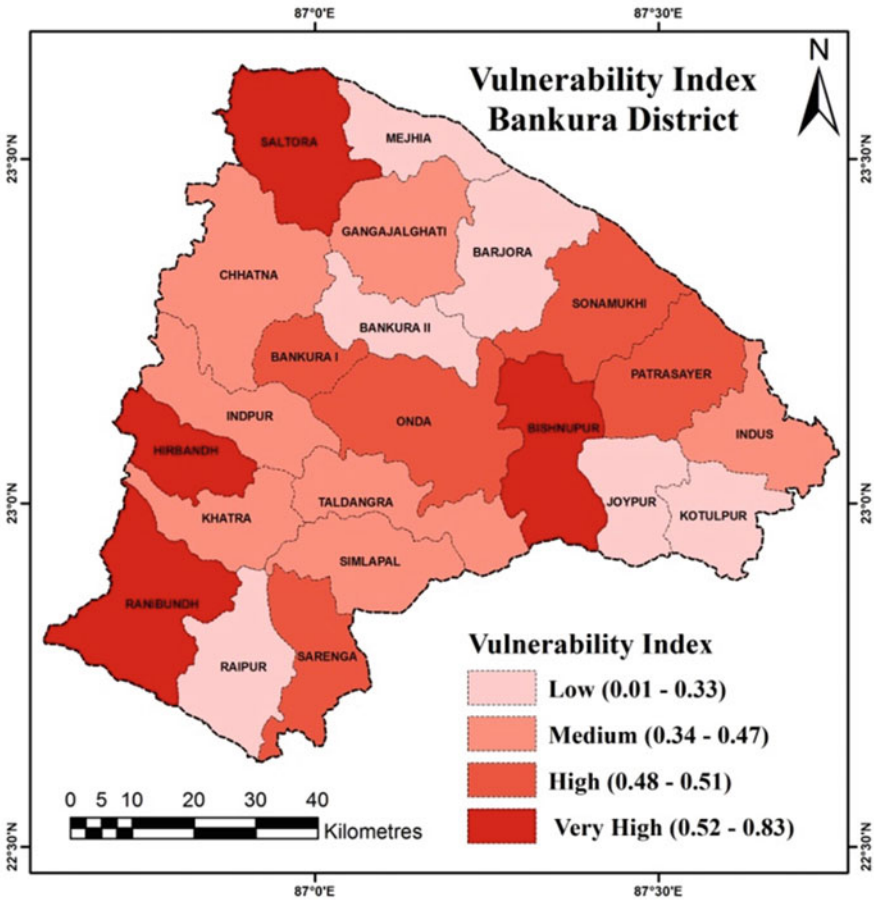 87°0'E 87°30'E
N
Vulnerability Index
Bankura District
23°30'N 23°30'N
SALTORA
MEJHIA
GANGAJALGHATI
BARJORA
CHHATNA
SONAMUKHI
BANKURA II
BANKURA I
PATRASAYER
INDPUR
ONDA
BISHNUPUR
INDUS
HIRBANDH
23°0'N 23°0'N
TALDANGRA
JOYPUR
KOTULPUR
KHATRA
SIMLAPAL
RANIBUNDH
RAIPUR
SARENGA
Vulnerability Index
Low (0.01 - 0.33)
Medium (0.34 - 0.47)
High (0.48 - 0.51)
Very High (0.52 - 0.83)
0 5 10 20 30 40
Kilometres
22°30'N 22°30'N
87°0'E 87°30'E